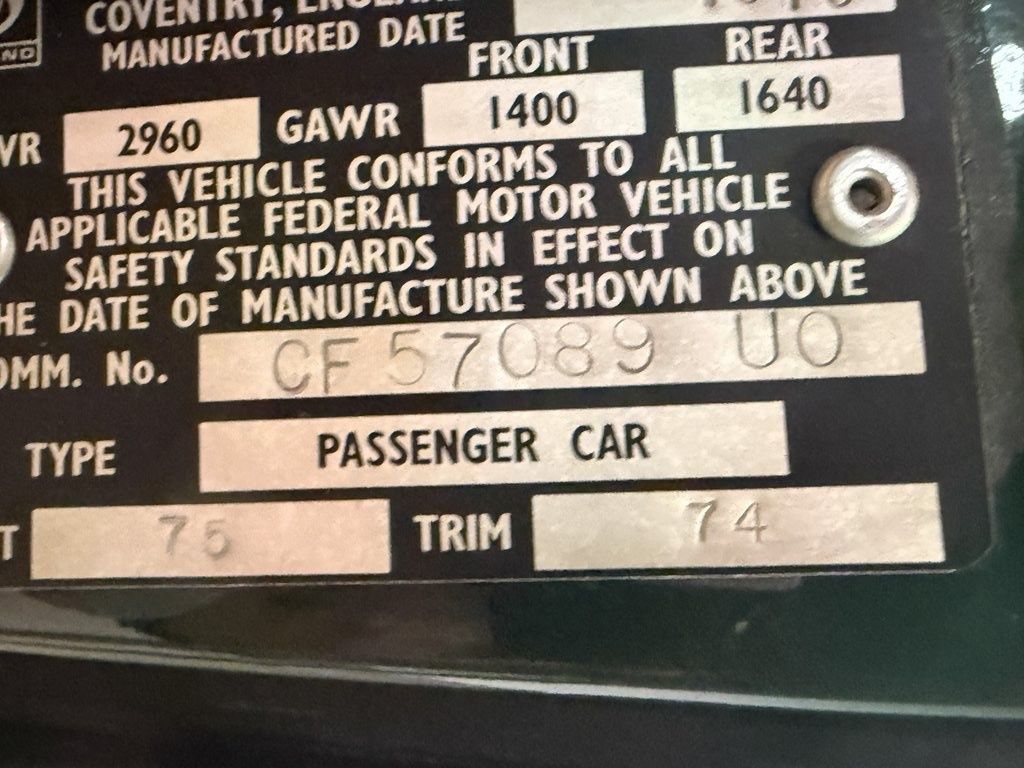 COVENTRY, ENGLAND
MANUFACTURED DATE
FRONT REAR
VR 2960 GAWR 1400 1640
THIS VEHICLE CONFORMS TO ALL
APPLICABLE FEDERAL MOTOR VEHICLE
SAFETY STANDARDS IN EFFECT ON
HE DATE OF MANUFACTURE SHOWN ABOVE
OMM. No. CF 57089 UO
TYPE PASSENGER CAR
T 75 TRIM 74